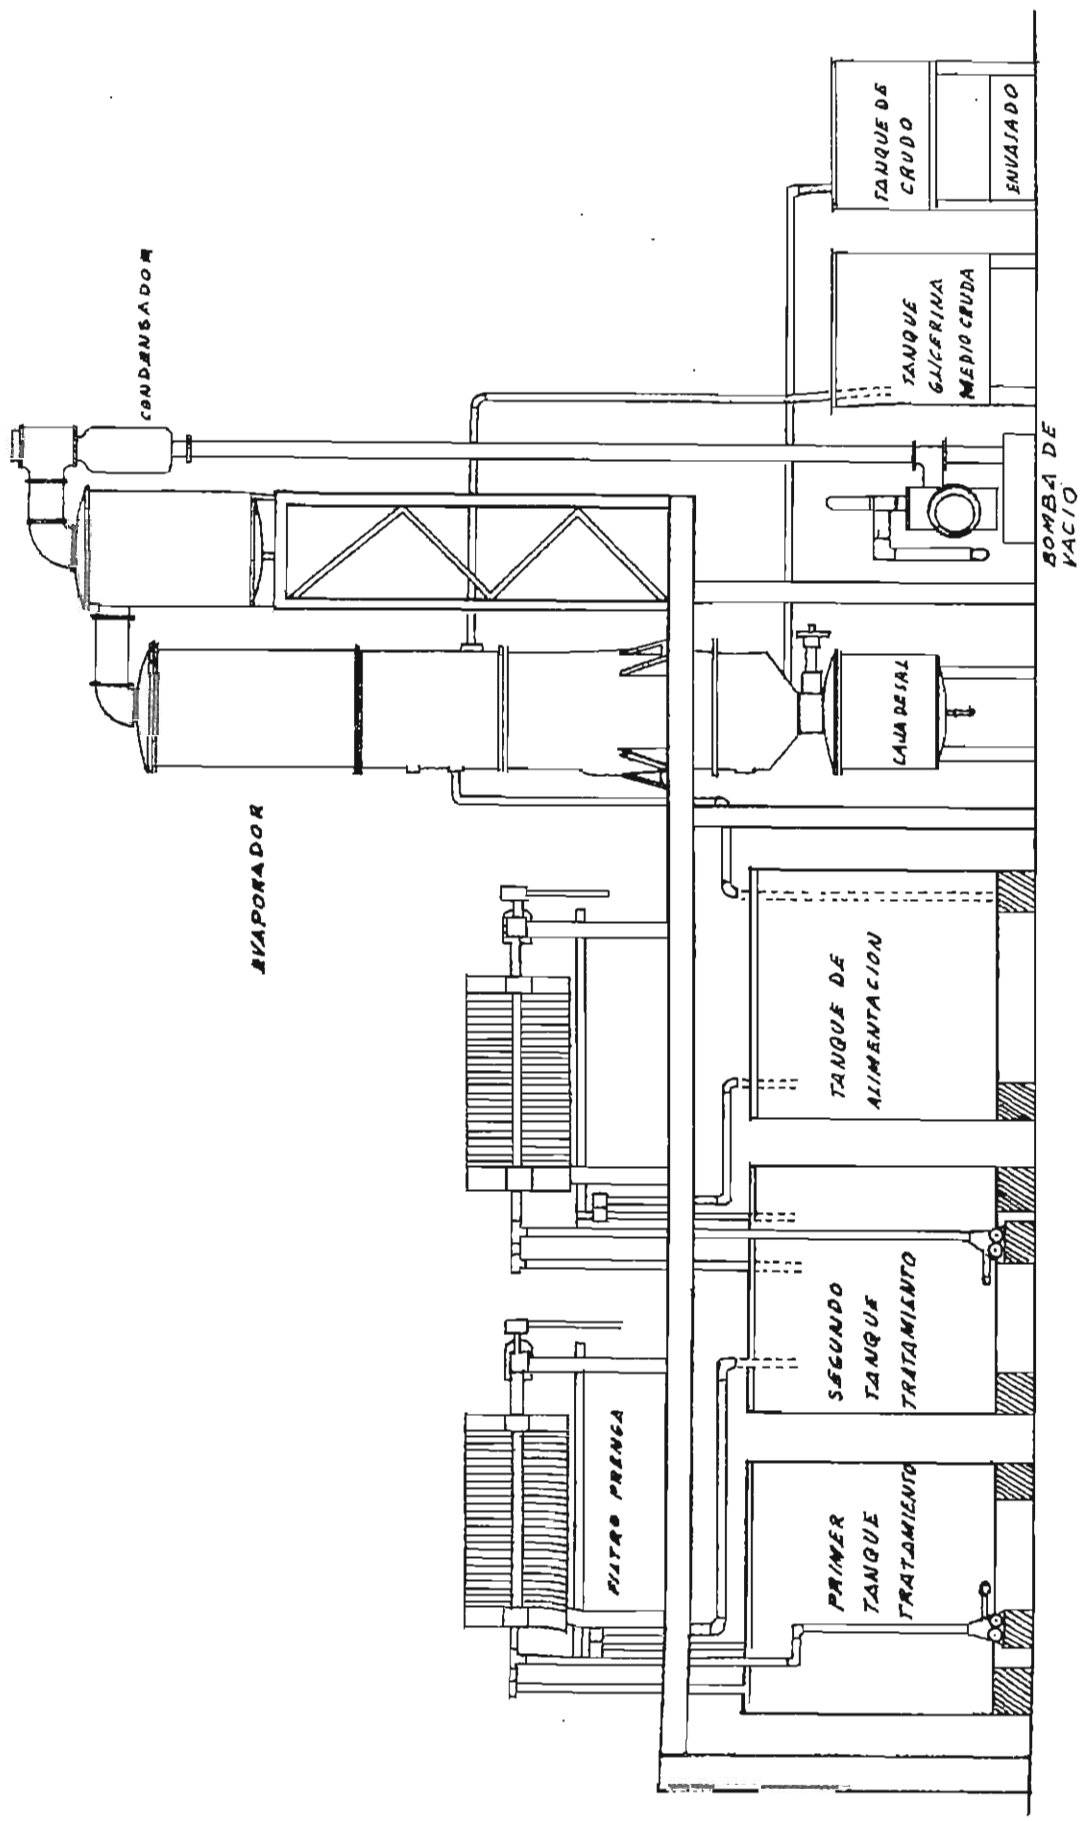 CONDENSADOR
EVAPORADOR
FILTRO PRENCA
PRIMER
TANQUE
TRATAMIENTO
SEGUNDO
TANQUE
TRATAMIENTO
TANQUE DE
ALIMENTACION
CAJA DE SAL
BOMBA DE
VACIO
TANQUE
GLICERINA
MEDIO CRUDA
TANQUE DE
CRUDO
ENVASADO